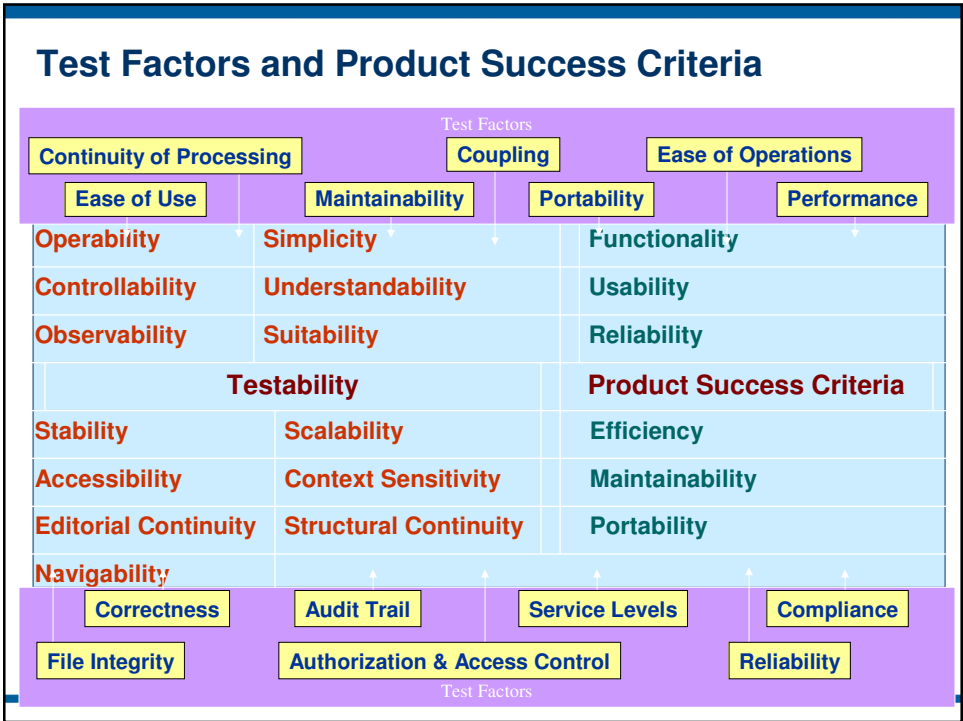 Test Factors and Product Success Criteria
Test Factors
Continuity of Processing
Coupling
Ease of Operations
Ease of Use
Maintainability
Portability
Performance
Operability
Simplicity
Functionality
Controllability
Understandability
Usability
Observability
Suitability
Reliability
Testability
Product Success Criteria
Stability
Scalability
Efficiency
Accessibility
Context Sensitivity
Maintainability
Editorial Continuity
Structural Continuity
Portability
Navigability
Correctness
Audit Trail
Service Levels
Compliance
File Integrity
Authorization & Access Control
Reliability
Test Factors